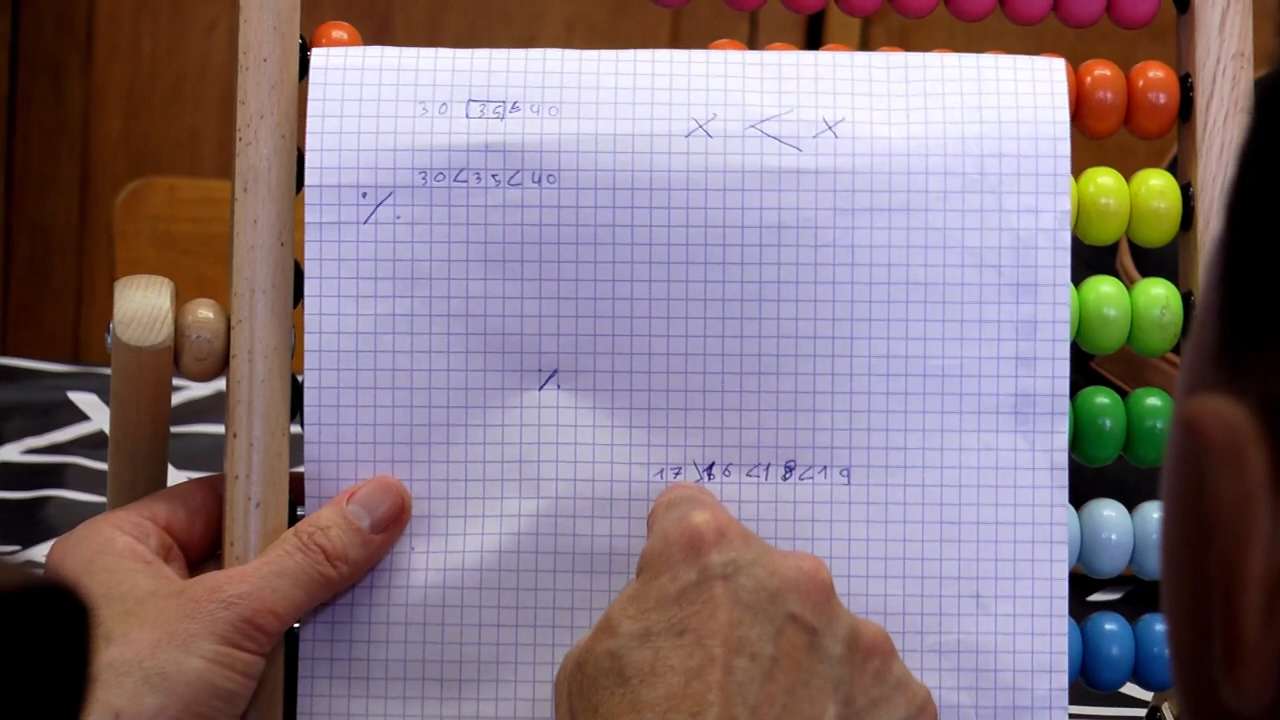 30 35 < 40
x < x
30<35<40
·/.
/.
17 >16 <18<19